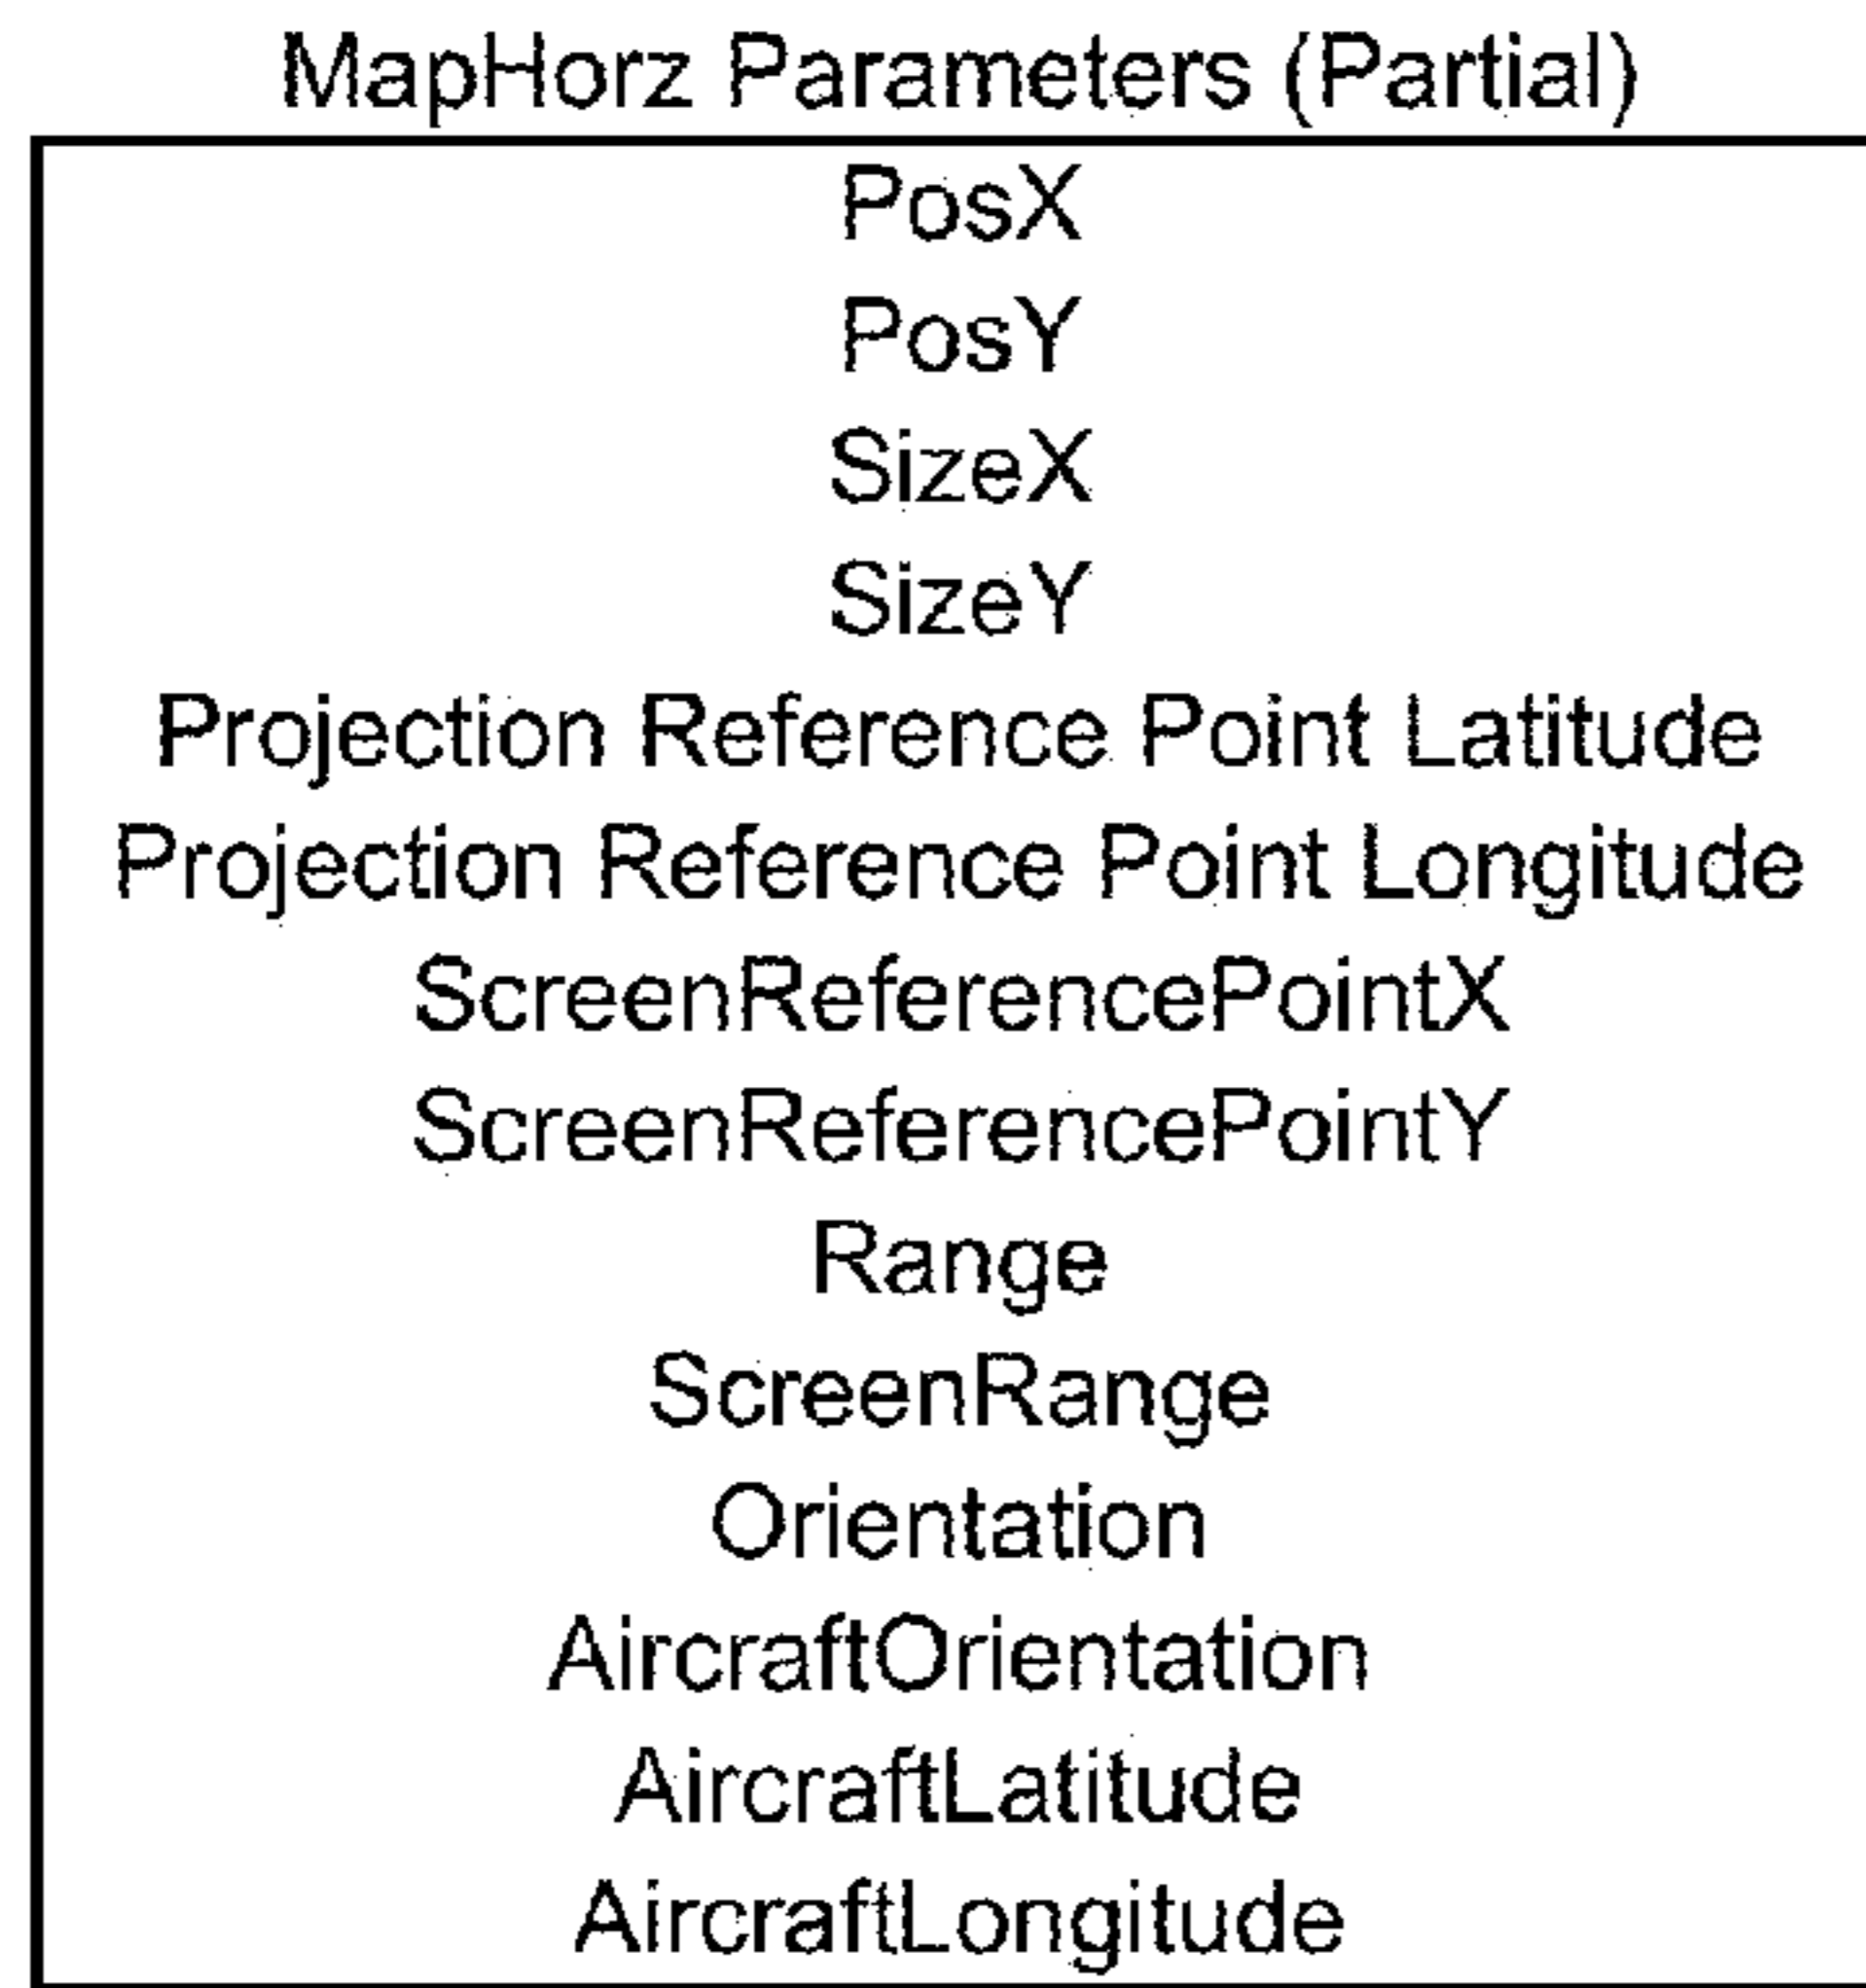 MapHorz Parameters (Partial)
PosX
PosY
SizeX
SizeY
Projection Reference Point Latitude
Projection Reference Point Longitude
ScreenReferencePointX
ScreenReferencePointY
Range
ScreenRange
Orientation
AircraftOrientation
AircraftLatitude
AircraftLongitude